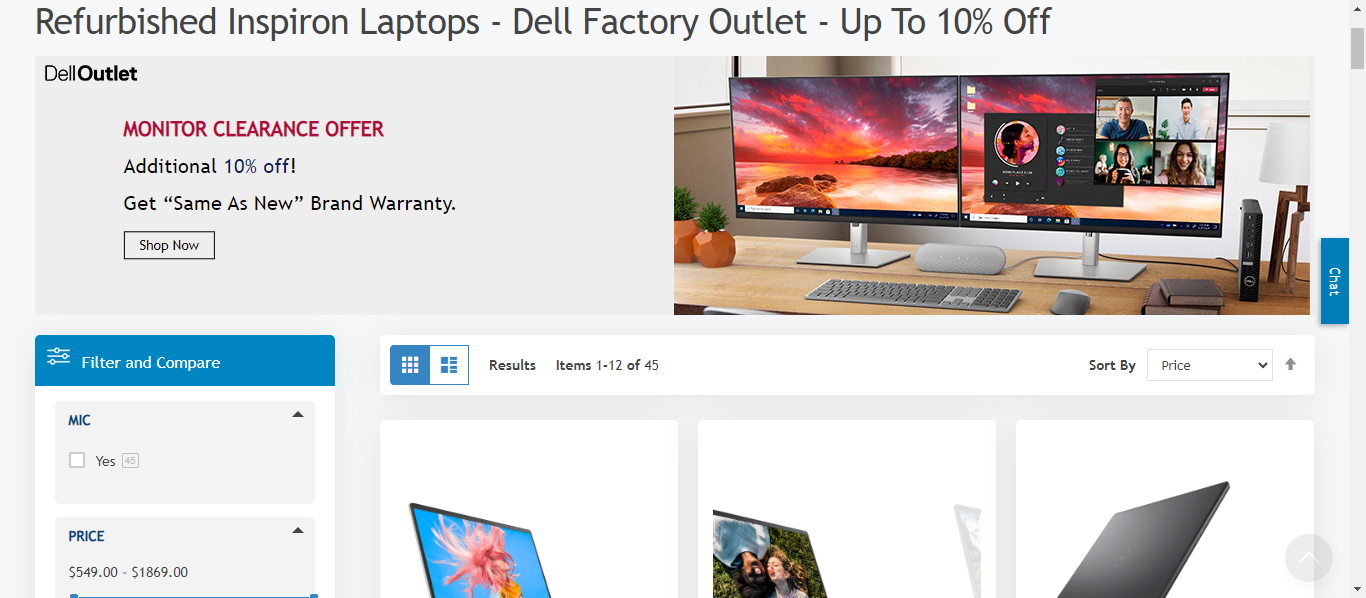 Refurbished Inspiron Laptops - Dell Factory Outlet - Up To 10% Off
DellOutlet
MONITOR CLEARANCE OFFER
Additional 10% off!
Get “Same As New” Brand Warranty.
Shop Now
Chat
Filter and Compare
Results Items 1-12 of 45
Sort By Price
MIC
Yes 45
PRICE
$549.00 - $1869.00